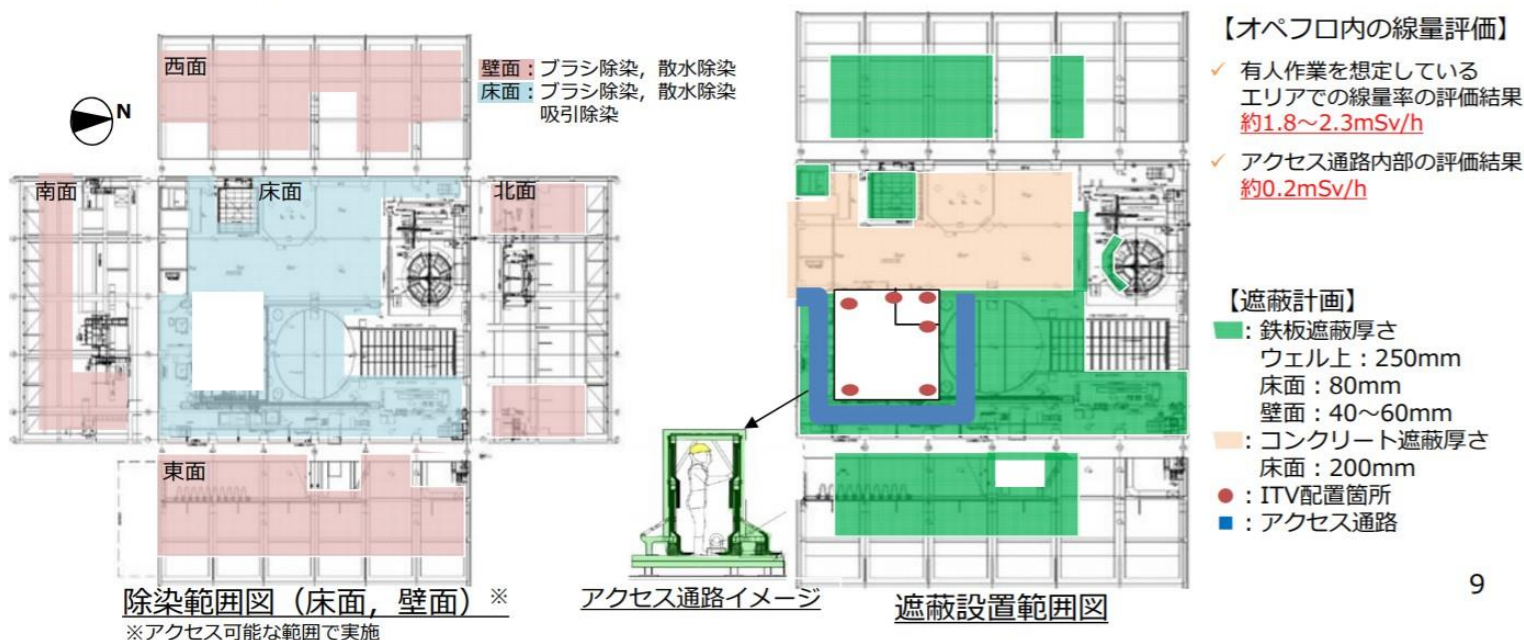 西面
壁面：ブラシ除染，散水除染
床面：ブラシ除染，散水除染
吸引除染
N
南面
床面
北面
東面
除染範囲図（床面，壁面）※
※アクセス可能な範囲で実施
アクセス通路イメージ
遮蔽設置範囲図
【オペフロ内の線量評価】
✓ 有人作業を想定している
エリアでの線量率の評価結果
約1.8～2.3mSv/h
✓ アクセス通路内部の評価結果
約0.2mSv/h
【遮蔽計画】
：鉄板遮蔽厚さ
ウェル上：250mm
床面：80mm
壁面：40～60mm
：コンクリート遮蔽厚さ
床面：200mm
：ITV配置箇所
：アクセス通路
9